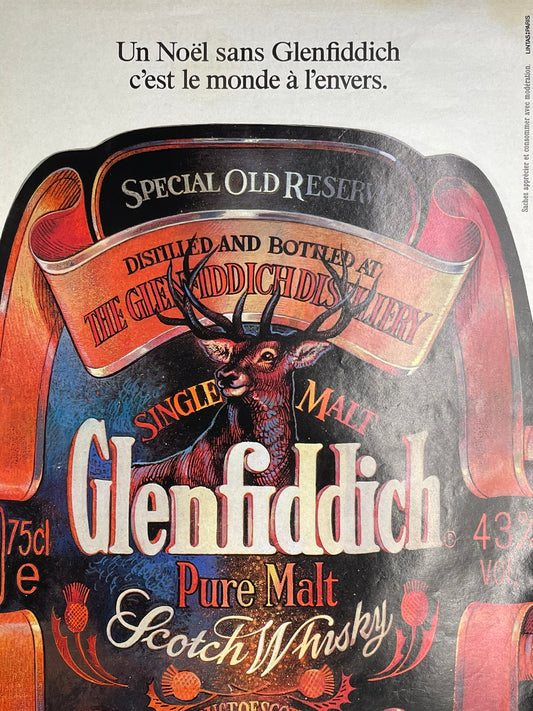 Un Noël sans Glenfiddich
c'est le monde à l'envers.
LINTAS:PARIS
Sachez apprécier et consommer avec modération.
SPECIAL OLD RESERVE
DISTILLED AND BOTTLED AT
THE GLENFIDDICH DISTILLERY
SINGLE MALT
Glenfiddich®
75cl
e
43%
VOL
Pure Malt
Scotch Whisky